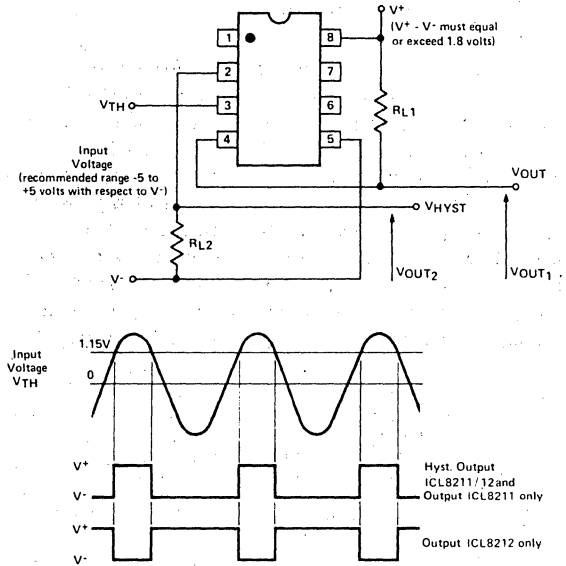 V+
(V+ - V- must equal
or exceed 1.8 volts)
1
8
2
7
VTH
3
6
RL1
4
5
Input
Voltage
(recommended range -5 to
+5 volts with respect to V-)
VOUT
VHYST
RL2
VOUT2
VOUT1
V-
1.15V
Input
Voltage
VTH
0
V+
Hyst. Output
ICL8211/12and
V-
Output ICL8211 only
V+
Output ICL8212 only
V-